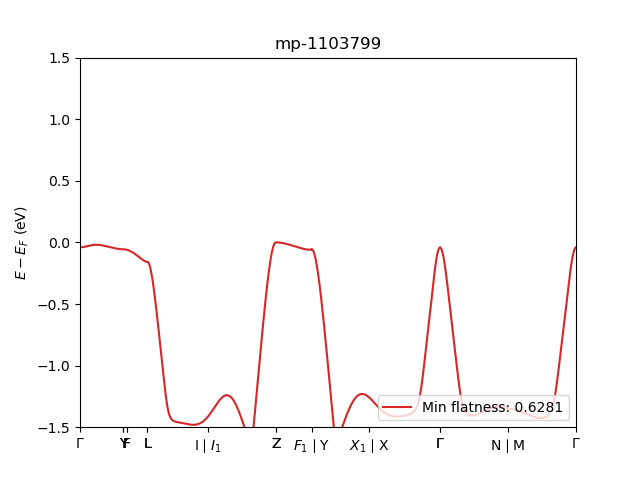 mp-1103799
E − E_F (eV)
1.5
1.0
0.5
0.0
−0.5
−1.0
−1.5
Min flatness: 0.6281
Γ Y F L I | I₁ Z F₁ | Y X₁ | X Γ N | M Γ